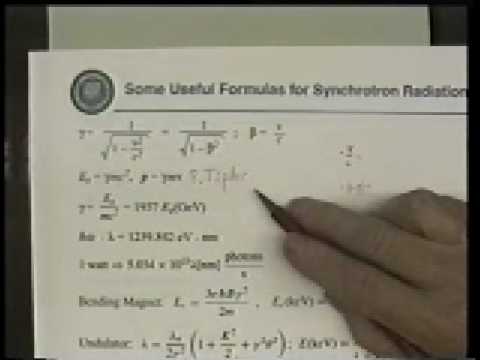 Some Useful Formulas for Synchrotron Radiation
γ = 1/√(1 − v²/c²) = 1/√(1 − β²) ; β = v/c
Eₑ = γmc², p = γmv
γ = Eₑ/mc² = 1957 Eₑ(GeV)
ħω · λ = 1239.842 eV · nm
1 watt ⇒ 5.034 × 10¹⁵ λ[nm] photons/s
Bending Magnet: E_c = 3eħBγ²/2m , E_c(keV) =
Undulator: λ = λᵤ/2γ² (1 + K²/2 + γ²θ²) ; E(keV) =